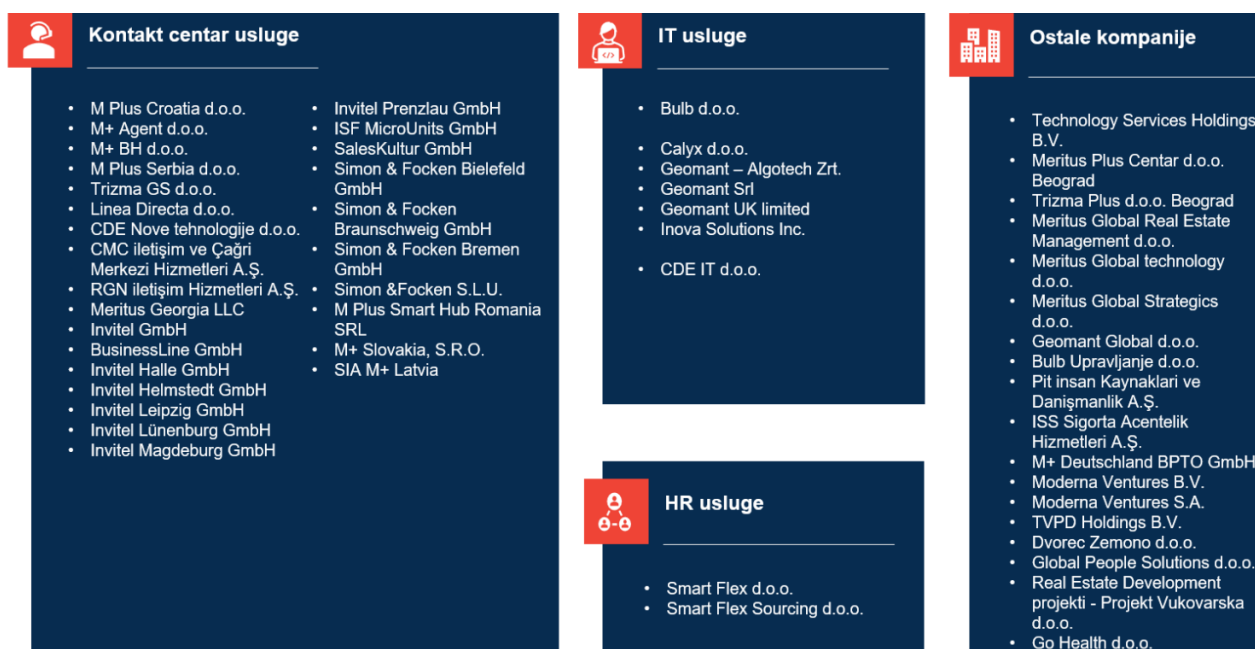 Kontakt centar usluge
• M Plus Croatia d.o.o.
• M+ Agent d.o.o.
• M+ BH d.o.o.
• M Plus Serbia d.o.o.
• Trizma GS d.o.o.
• Linea Directa d.o.o.
• CDE Nove tehnologije d.o.o.
• CMC iletişim ve Çağri
Merkezi Hizmetleri A.Ş.
• RGN iletişim Hizmetleri A.Ş.
• Meritus Georgia LLC
• Invitel GmbH
• BusinessLine GmbH
• Invitel Halle GmbH
• Invitel Helmstedt GmbH
• Invitel Leipzig GmbH
• Invitel Lünenburg GmbH
• Invitel Magdeburg GmbH
• Invitel Prenzlau GmbH
• ISF MicroUnits GmbH
• SalesKultur GmbH
• Simon & Focken Bielefeld
GmbH
• Simon & Focken
Braunschweig GmbH
• Simon & Focken Bremen
GmbH
• Simon &Focken S.L.U.
• M Plus Smart Hub Romania
SRL
• M+ Slovakia, S.R.O.
• SIA M+ Latvia
IT usluge
• Bulb d.o.o.
• Calyx d.o.o.
• Geomant – Algotech Zrt.
• Geomant Srl
• Geomant UK limited
• Inova Solutions Inc.
• CDE IT d.o.o.
HR usluge
• Smart Flex d.o.o.
• Smart Flex Sourcing d.o.o.
Ostale kompanije
• Technology Services Holdings
B.V.
• Meritus Plus Centar d.o.o.
Beograd
• Trizma Plus d.o.o. Beograd
• Meritus Global Real Estate
Management d.o.o.
• Meritus Global technology
d.o.o.
• Meritus Global Strategics
d.o.o.
• Geomant Global d.o.o.
• Bulb Upravljanje d.o.o.
• Pit insan Kaynaklari ve
Danişmanlik A.Ş.
• ISS Sigorta Acentelik
Hizmetleri A.Ş.
• M+ Deutschland BPTO GmbH
• Moderna Ventures B.V.
• Moderna Ventures S.A.
• TVPD Holdings B.V.
• Dvorec Zemono d.o.o.
• Global People Solutions d.o.o.
• Real Estate Development
projekti - Projekt Vukovarska
d.o.o.
• Go Health d.o.o.